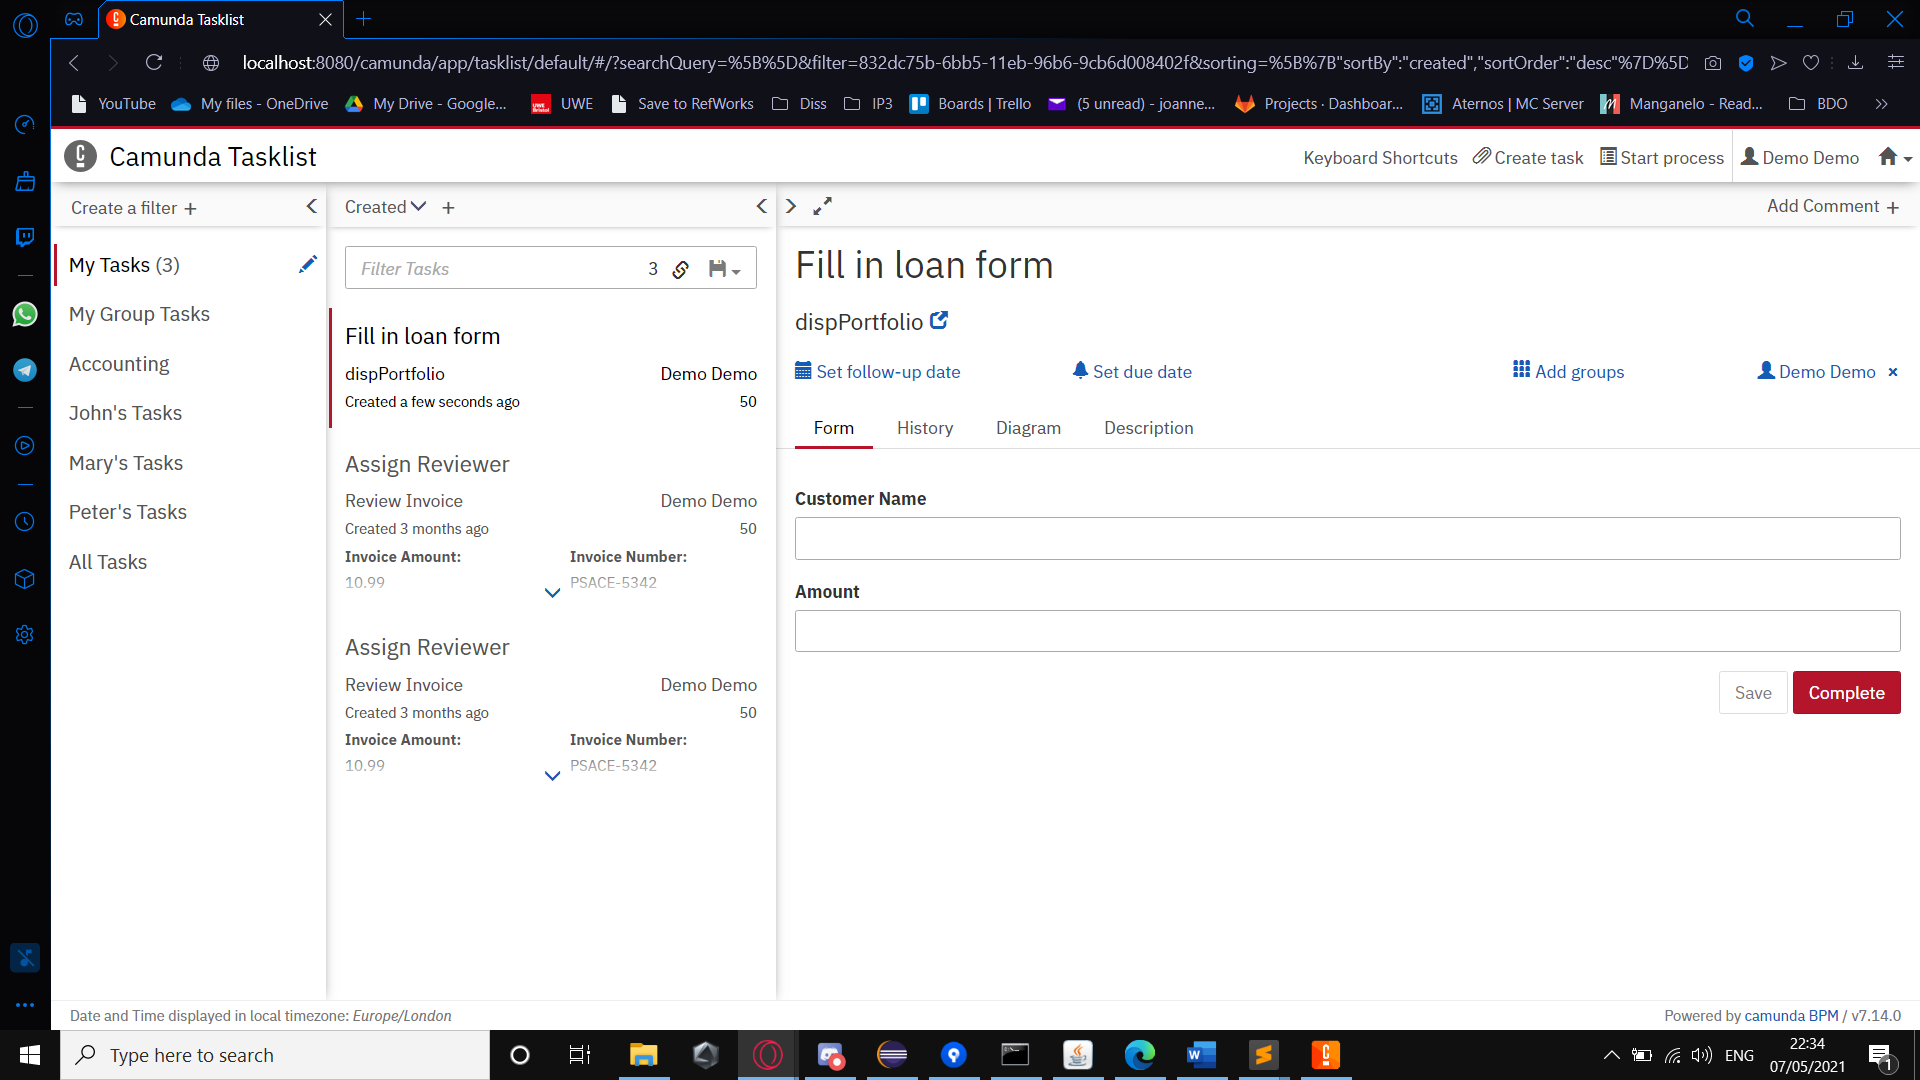 Camunda Tasklist
localhost:8080/camunda/app/tasklist/default/#/?searchQuery=%5B%5D&filter=832dc75b-6bb5-11eb-96b6-9cb6d008402f&sorting=%5B%7B"sortBy":"created","sortOrder":"desc"%7D%5D
YouTube My files - OneDrive My Drive - Google... UWE Save to RefWorks Diss IP3 Boards | Trello (5 unread) - joanne... Projects · Dashboar... Aternos | MC Server Manganelo - Read... BDO
Camunda Tasklist Keyboard Shortcuts Create task Start process Demo Demo
Create a filter + Created + Add Comment +
My Tasks (3)
My Group Tasks
Accounting
John's Tasks
Mary's Tasks
Peter's Tasks
All Tasks
Filter Tasks 3
Fill in loan form
dispPortfolio Demo Demo
Created a few seconds ago 50
Assign Reviewer
Review Invoice Demo Demo
Created 3 months ago 50
Invoice Amount: Invoice Number:
10.99 PSACE-5342
Assign Reviewer
Review Invoice Demo Demo
Created 3 months ago 50
Invoice Amount: Invoice Number:
10.99 PSACE-5342
Fill in loan form
dispPortfolio
Set follow-up date Set due date Add groups Demo Demo ×
Form History Diagram Description
Customer Name
Amount
Save Complete
Date and Time displayed in local timezone: Europe/London Powered by camunda BPM / v7.14.0
Type here to search ENG 22:34
07/05/2021 1